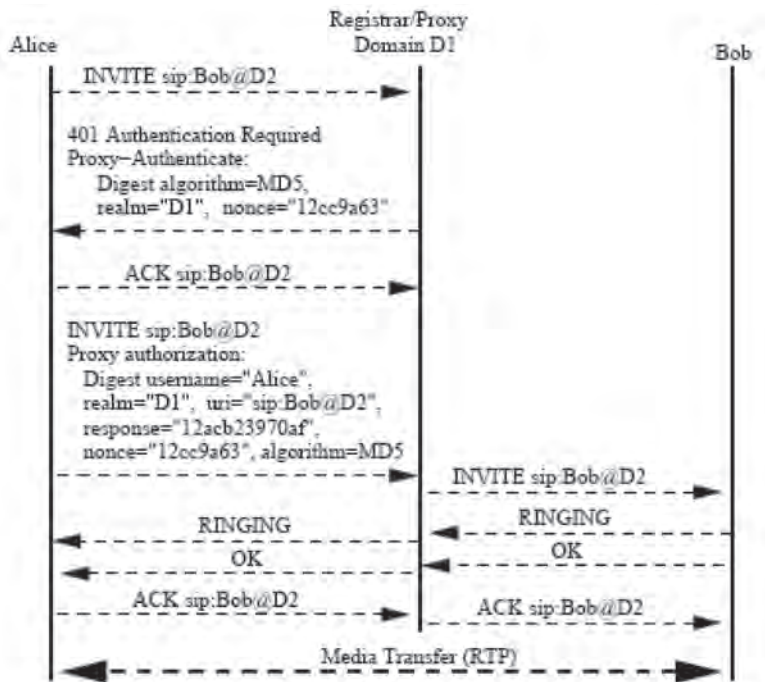 Registrar/Proxy
Alice
Domain D1
Bob
INVITE sip:Bob@D2
401 Authentication Required
Proxy-Authenticate:
Digest algorithm=MD5,
realm="D1", nonce="12cc9a63"
ACK sip:Bob@D2
INVITE sip:Bob@D2
Proxy authorization:
Digest username="Alice",
realm="D1", uri="sip:Bob@D2",
response="12acb23970af",
nonce="12cc9a63", algorithm=MD5
INVITE sip:Bob@D2
RINGING
RINGING
OK
OK
ACK sip:Bob@D2
ACK sip:Bob@D2
Media Transfer (RTP)